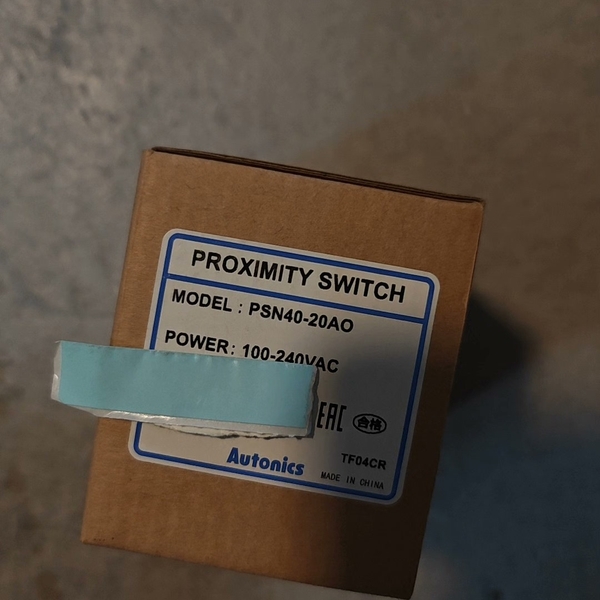 PROXIMITY SWITCH
MODEL : PSN40-20AO
POWER: 100-240VAC
EAC 合格
Autonics TF04CR
MADE IN CHINA